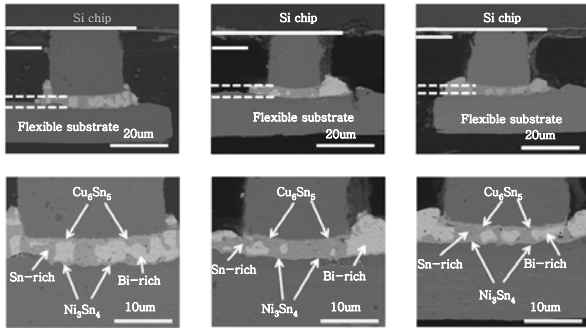 Si chip
Si chip
Si chip
Flexible substrate
20um
Flexible substrate
20um
Flexible substrate
20um
Cu₆Sn₅
Sn-rich
Bi-rich
Ni₃Sn₄
10um
Cu₆Sn₅
Sn-rich
Bi-rich
Ni₃Sn₄
10um
Cu₆Sn₅
Sn-rich
Bi-rich
Ni₃Sn₄
10um